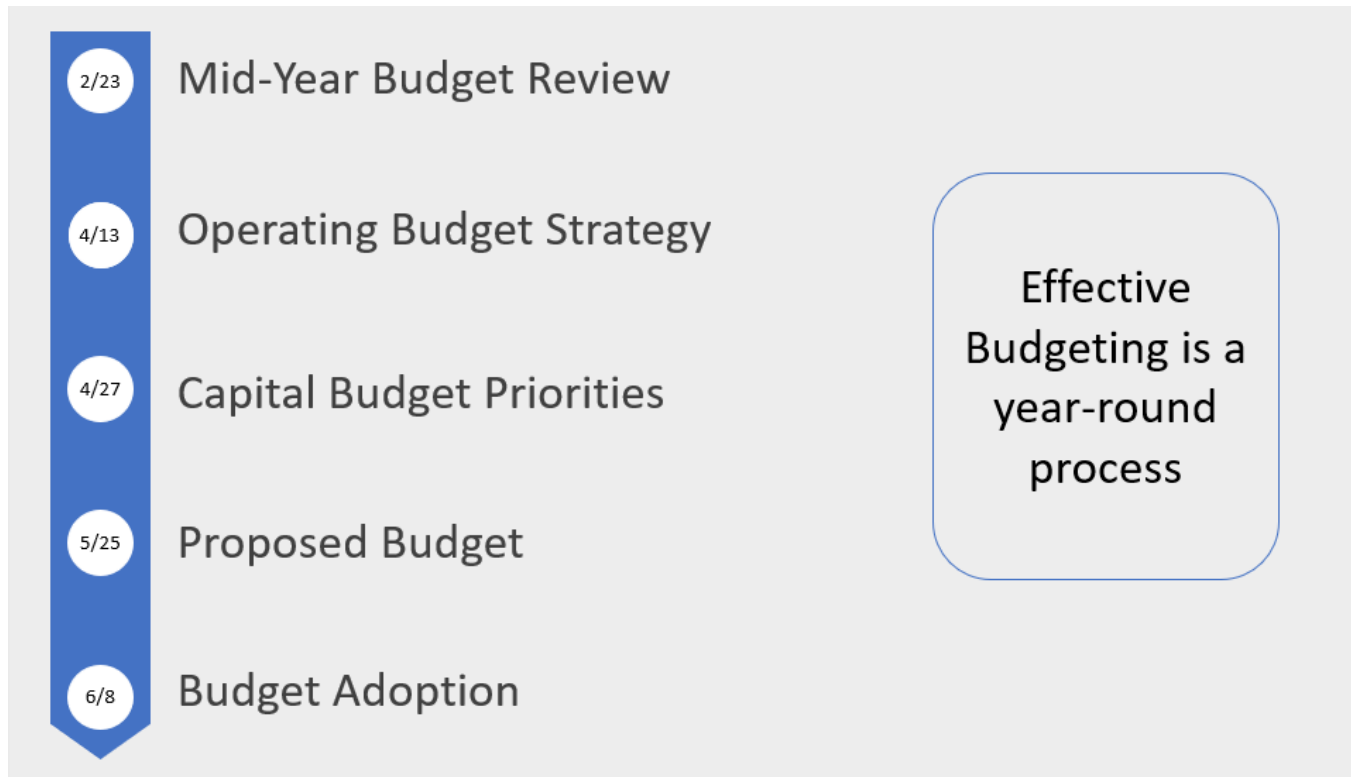 2/23 Mid-Year Budget Review
4/13 Operating Budget Strategy
4/27 Capital Budget Priorities
5/25 Proposed Budget
6/8 Budget Adoption
Effective
Budgeting is a
year-round
process